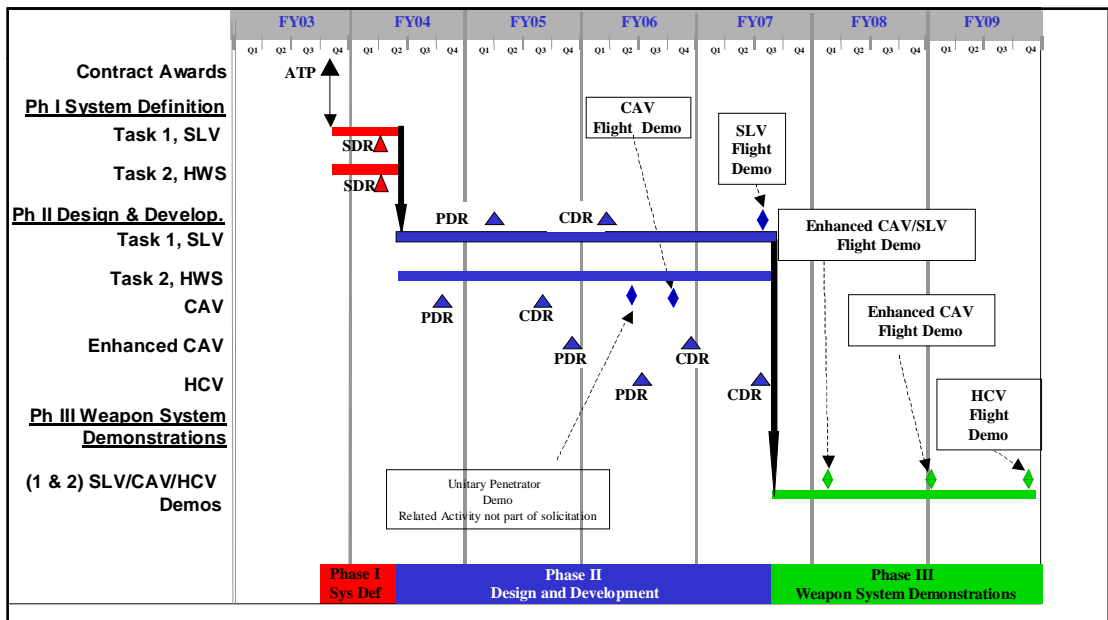 FY03 FY04 FY05 FY06 FY07 FY08 FY09
Q1 Q2 Q3 Q4 Q1 Q2 Q3 Q4 Q1 Q2 Q3 Q4 Q1 Q2 Q3 Q4 Q1 Q2 Q3 Q4 Q1 Q2 Q3 Q4 Q1 Q2 Q3 Q4
Contract Awards
ATP
Ph I System Definition
Task 1, SLV
SDR
Task 2, HWS
SDR
CAV
Flight Demo
SLV
Flight
Demo
Ph II Design & Develop.
PDR CDR
Task 1, SLV
Enhanced CAV/SLV
Flight Demo
Task 2, HWS
CAV
PDR CDR
Enhanced CAV
Flight Demo
Enhanced CAV
PDR CDR
HCV
PDR CDR
HCV
Flight
Demo
Ph III Weapon System
Demonstrations
(1 & 2) SLV/CAV/HCV
Demos
Unitary Penetrator
Demo
Related Activity not part of solicitation
Phase I
Sys Def
Phase II
Design and Development
Phase III
Weapon System Demonstrations